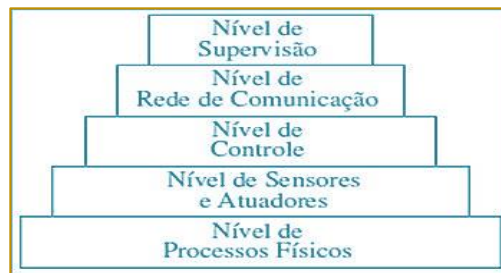 Nível de
Supervisão
Nível de
Rede de Comunicação
Nível de
Controle
Nível de Sensores
e Atuadores
Nível de
Processos Físicos